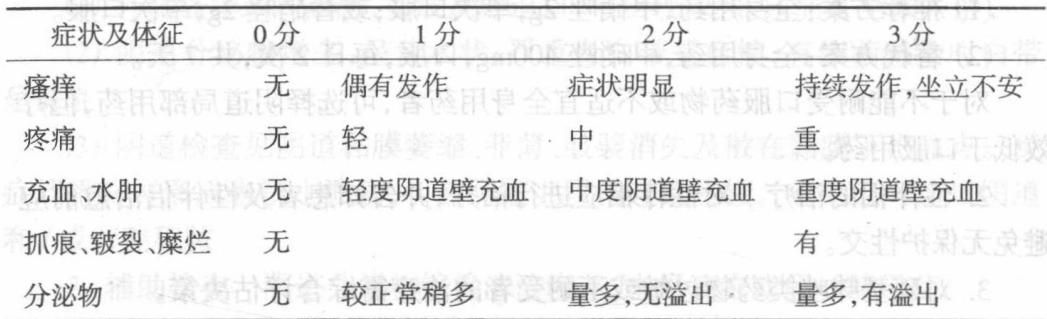 症状及体征 0分 1分 2分 3分
瘙痒 无 偶有发作 症状明显 持续发作,坐立不安
疼痛 无 轻 中 重
充血、水肿 无 轻度阴道壁充血 中度阴道壁充血 重度阴道壁充血
抓痕、皲裂、糜烂 无 有
分泌物 无 较正常稍多 量多,无溢出 量多,有溢出